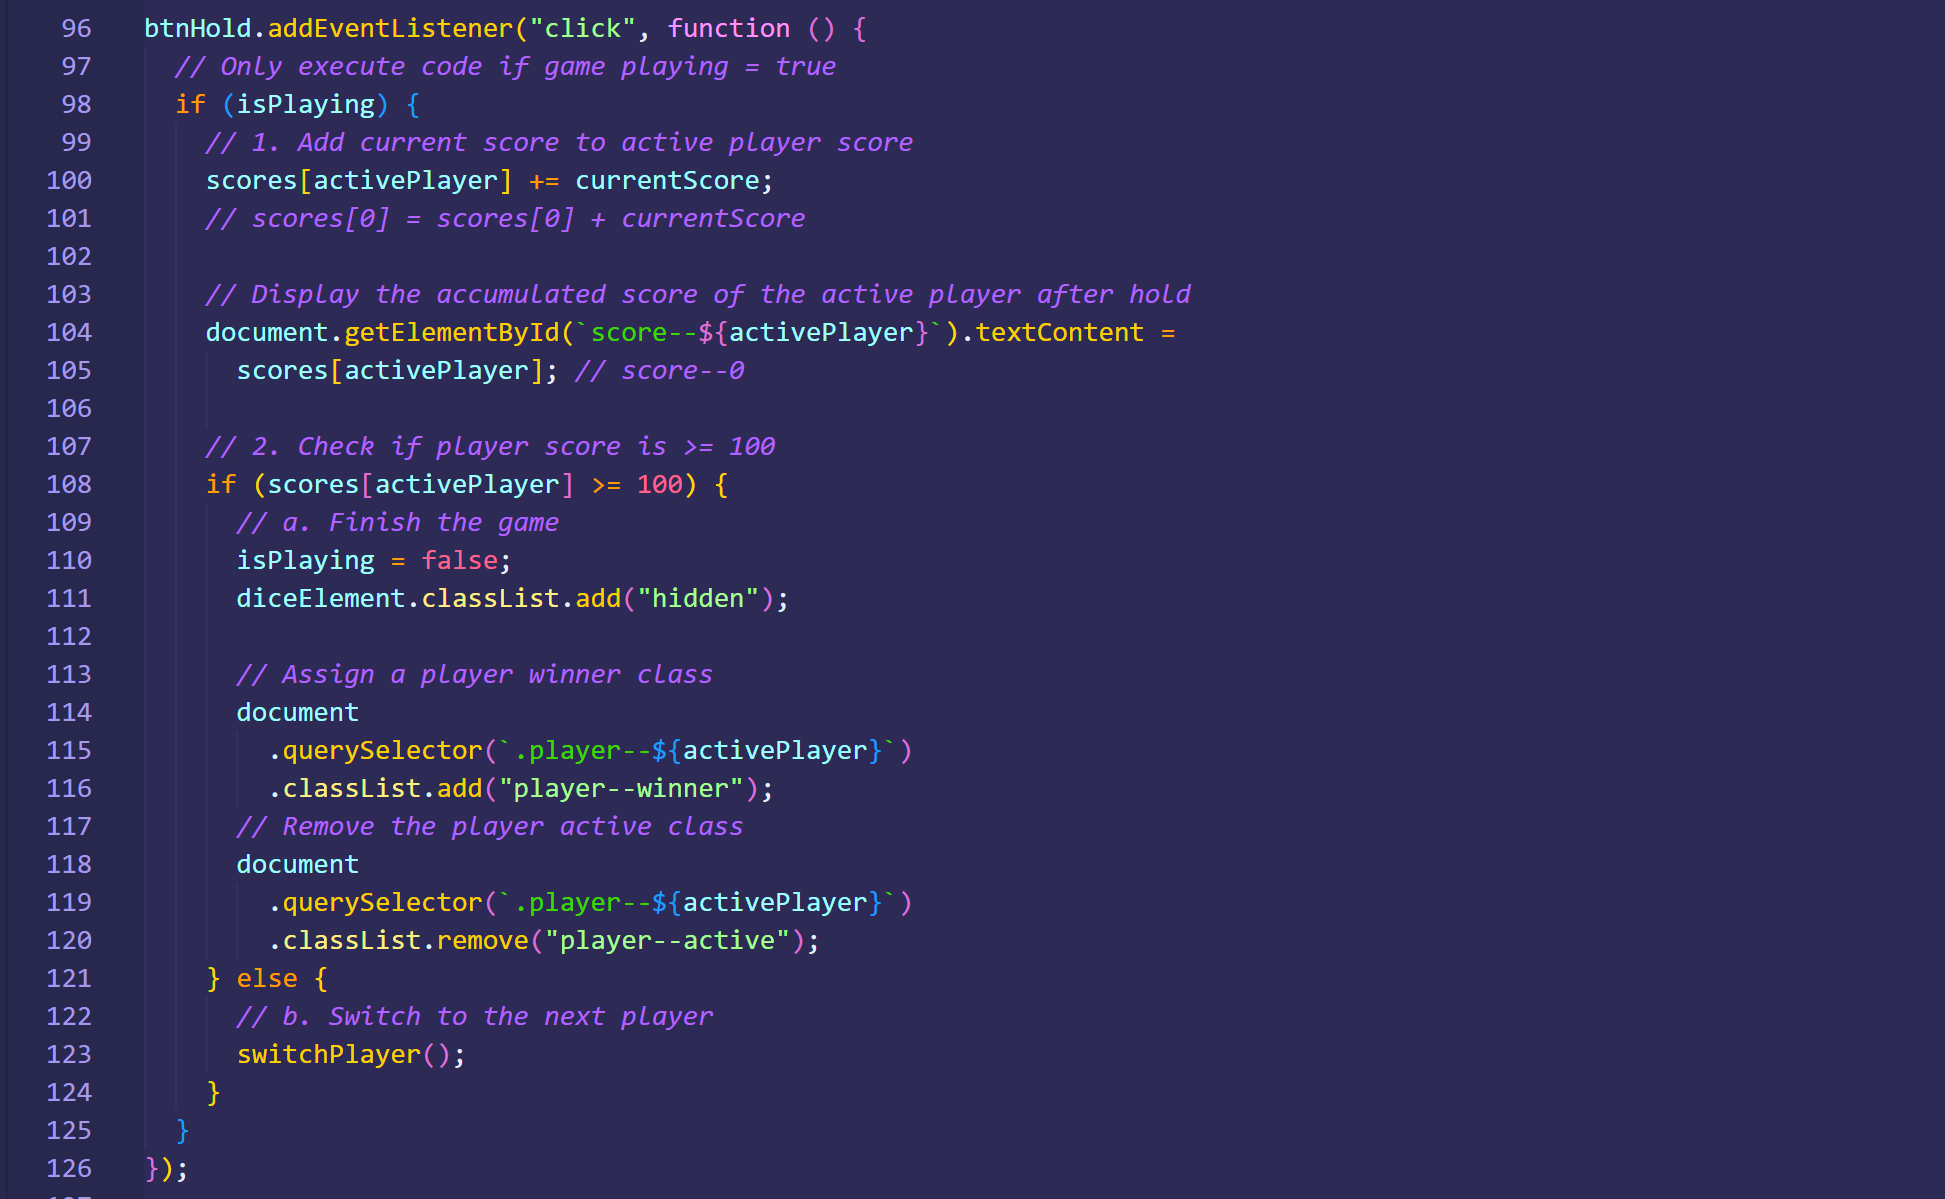 96 btnHold.addEventListener("click", function () {
97 // Only execute code if game playing = true
98 if (isPlaying) {
99 // 1. Add current score to active player score
100 scores[activePlayer] += currentScore;
101 // scores[0] = scores[0] + currentScore
102
103 // Display the accumulated score of the active player after hold
104 document.getElementById(`score--${activePlayer}`).textContent =
105 scores[activePlayer]; // score--0
106
107 // 2. Check if player score is >= 100
108 if (scores[activePlayer] >= 100) {
109 // a. Finish the game
110 isPlaying = false;
111 diceElement.classList.add("hidden");
112
113 // Assign a player winner class
114 document
115 .querySelector(`.player--${activePlayer}`)
116 .classList.add("player--winner");
117 // Remove the player active class
118 document
119 .querySelector(`.player--${activePlayer}`)
120 .classList.remove("player--active");
121 } else {
122 // b. Switch to the next player
123 switchPlayer();
124 }
125 }
126 });